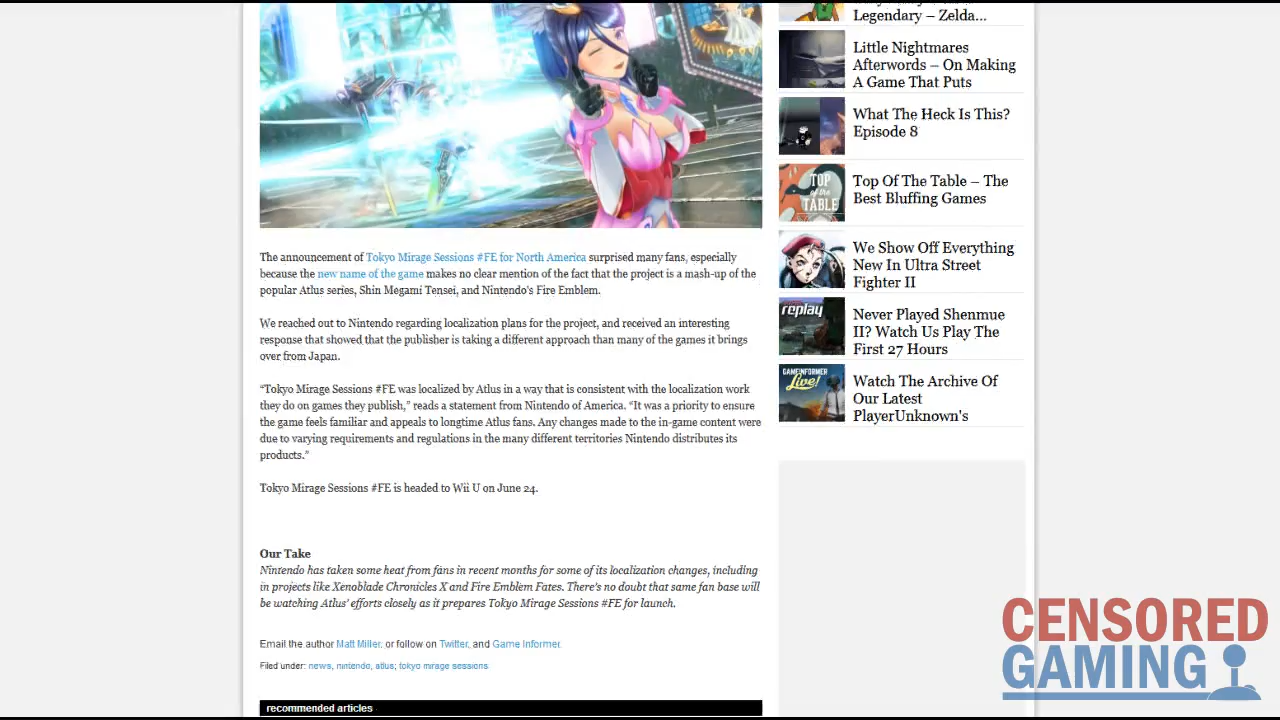 The announcement of Tokyo Mirage Sessions #FE for North America surprised many fans, especially
because the new name of the game makes no clear mention of the fact that the project is a mash-up of the
popular Atlus series, Shin Megami Tensei, and Nintendo's Fire Emblem.
We reached out to Nintendo regarding localization plans for the project, and received an interesting
response that showed that the publisher is taking a different approach than many of the games it brings
over from Japan.
“Tokyo Mirage Sessions #FE was localized by Atlus in a way that is consistent with the localization work
they do on games they publish,” reads a statement from Nintendo of America. “It was a priority to ensure
the game feels familiar and appeals to longtime Atlus fans. Any changes made to the in-game content were
due to varying requirements and regulations in the many different territories Nintendo distributes its
products.”
Tokyo Mirage Sessions #FE is headed to Wii U on June 24.
Our Take
Nintendo has taken some heat from fans in recent months for some of its localization changes, including
in projects like Xenoblade Chronicles X and Fire Emblem Fates. There's no doubt that same fan base will
be watching Atlus' efforts closely as it prepares Tokyo Mirage Sessions #FE for launch.
Email the author Matt Miller, or follow on Twitter, and Game Informer.
Filed under: news, nintendo, atlus, tokyo mirage sessions
recommended articles
Legendary – Zelda...
Little Nightmares
Afterwords – On Making
A Game That Puts
What The Heck Is This?
Episode 8
TOP
of the
TABLE
Top Of The Table – The
Best Bluffing Games
We Show Off Everything
New In Ultra Street
Fighter II
replay
Never Played Shenmue
II? Watch Us Play The
First 27 Hours
GAMEINFORMER
Live!
Watch The Archive Of
Our Latest
PlayerUnknown's
CENSORED
GAMING